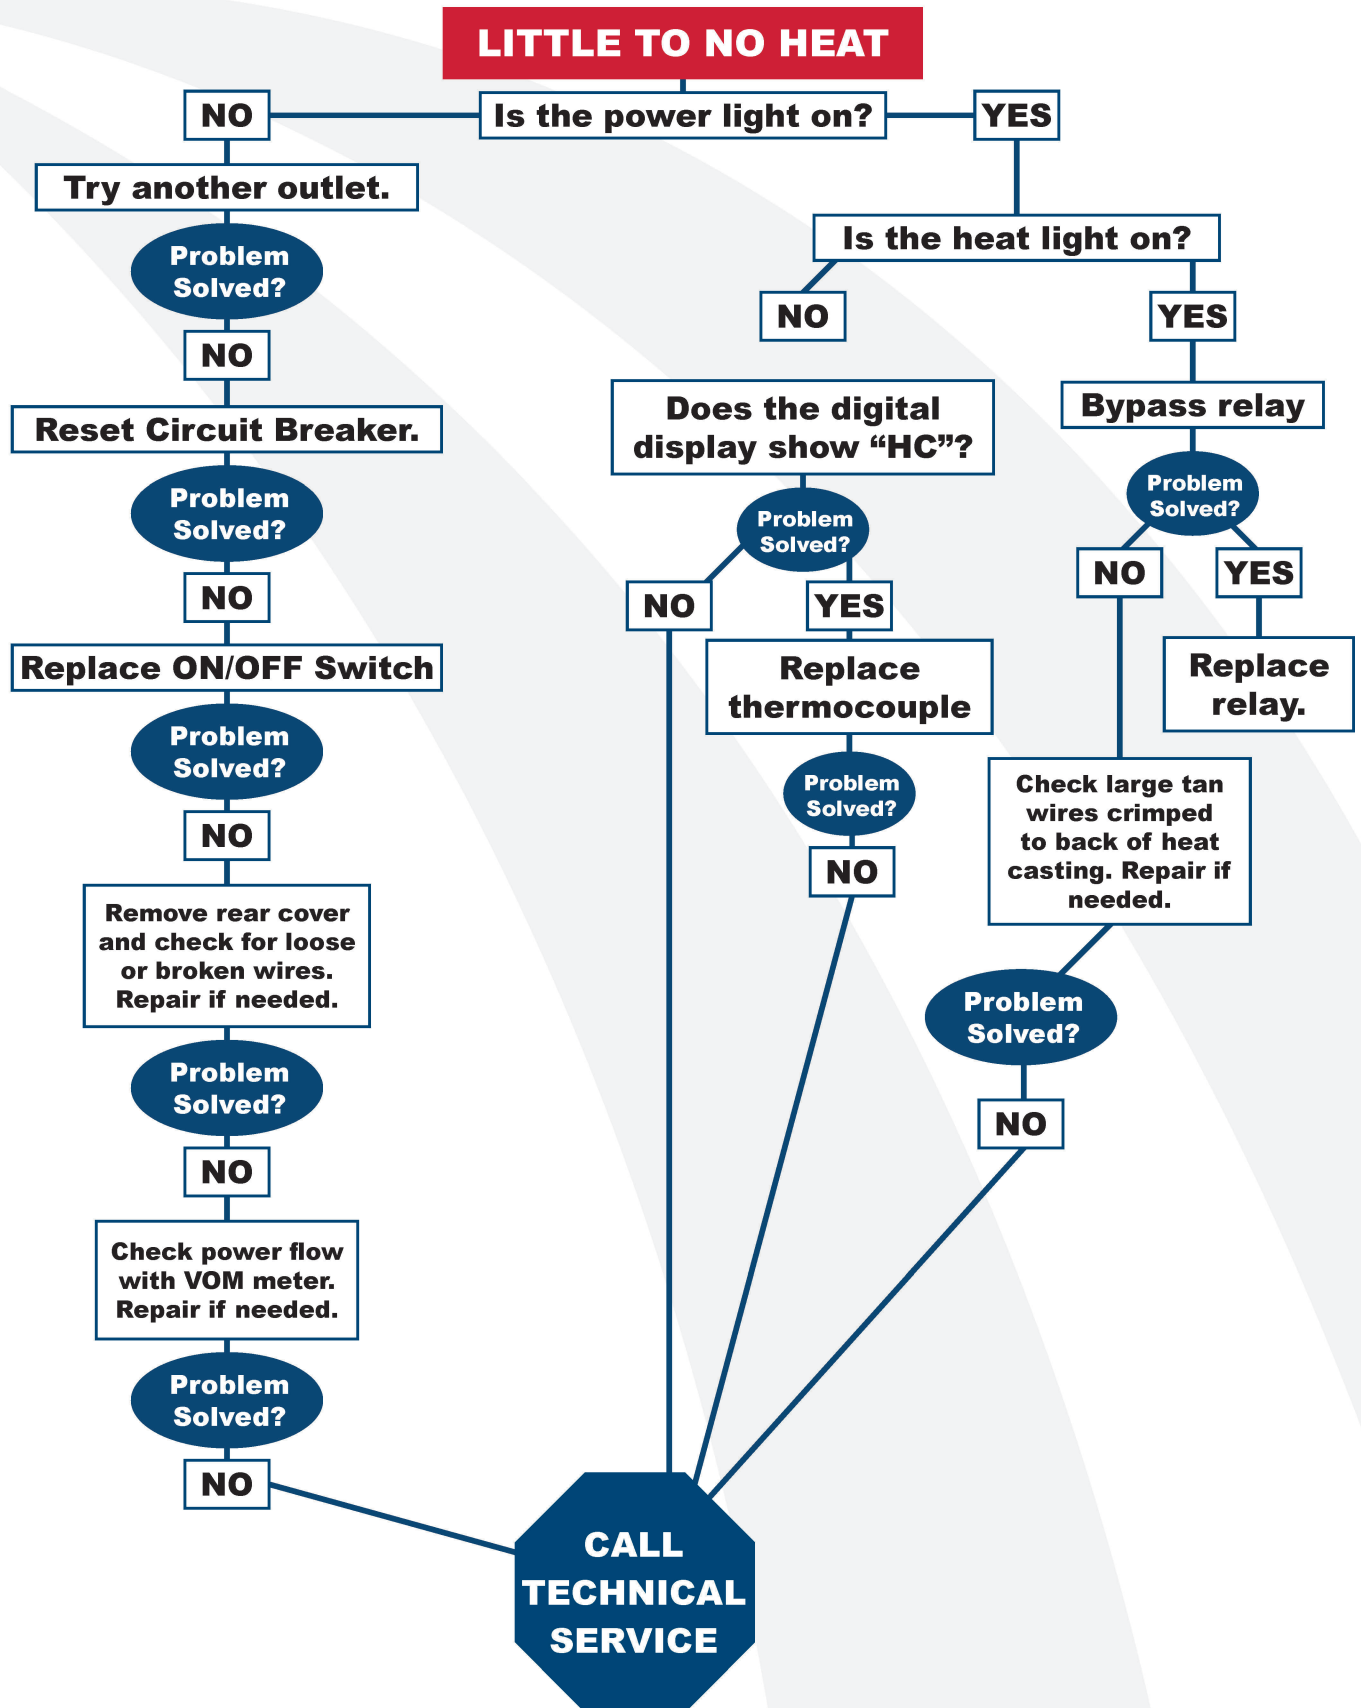 LITTLE TO NO HEAT
NO
Is the power light on?
YES
Try another outlet.
Problem
Solved?
NO
Reset Circuit Breaker.
Problem
Solved?
NO
Replace ON/OFF Switch
Problem
Solved?
NO
Remove rear cover
and check for loose
or broken wires.
Repair if needed.
Problem
Solved?
NO
Check power flow
with VOM meter.
Repair if needed.
Problem
Solved?
NO
Is the heat light on?
NO
Does the digital
display show “HC”?
Problem
Solved?
NO
YES
Replace
thermocouple
Problem
Solved?
NO
YES
Bypass relay
Problem
Solved?
NO
YES
Replace
relay.
Check large tan
wires crimped
to back of heat
casting. Repair if
needed.
Problem
Solved?
NO
CALL
TECHNICAL
SERVICE